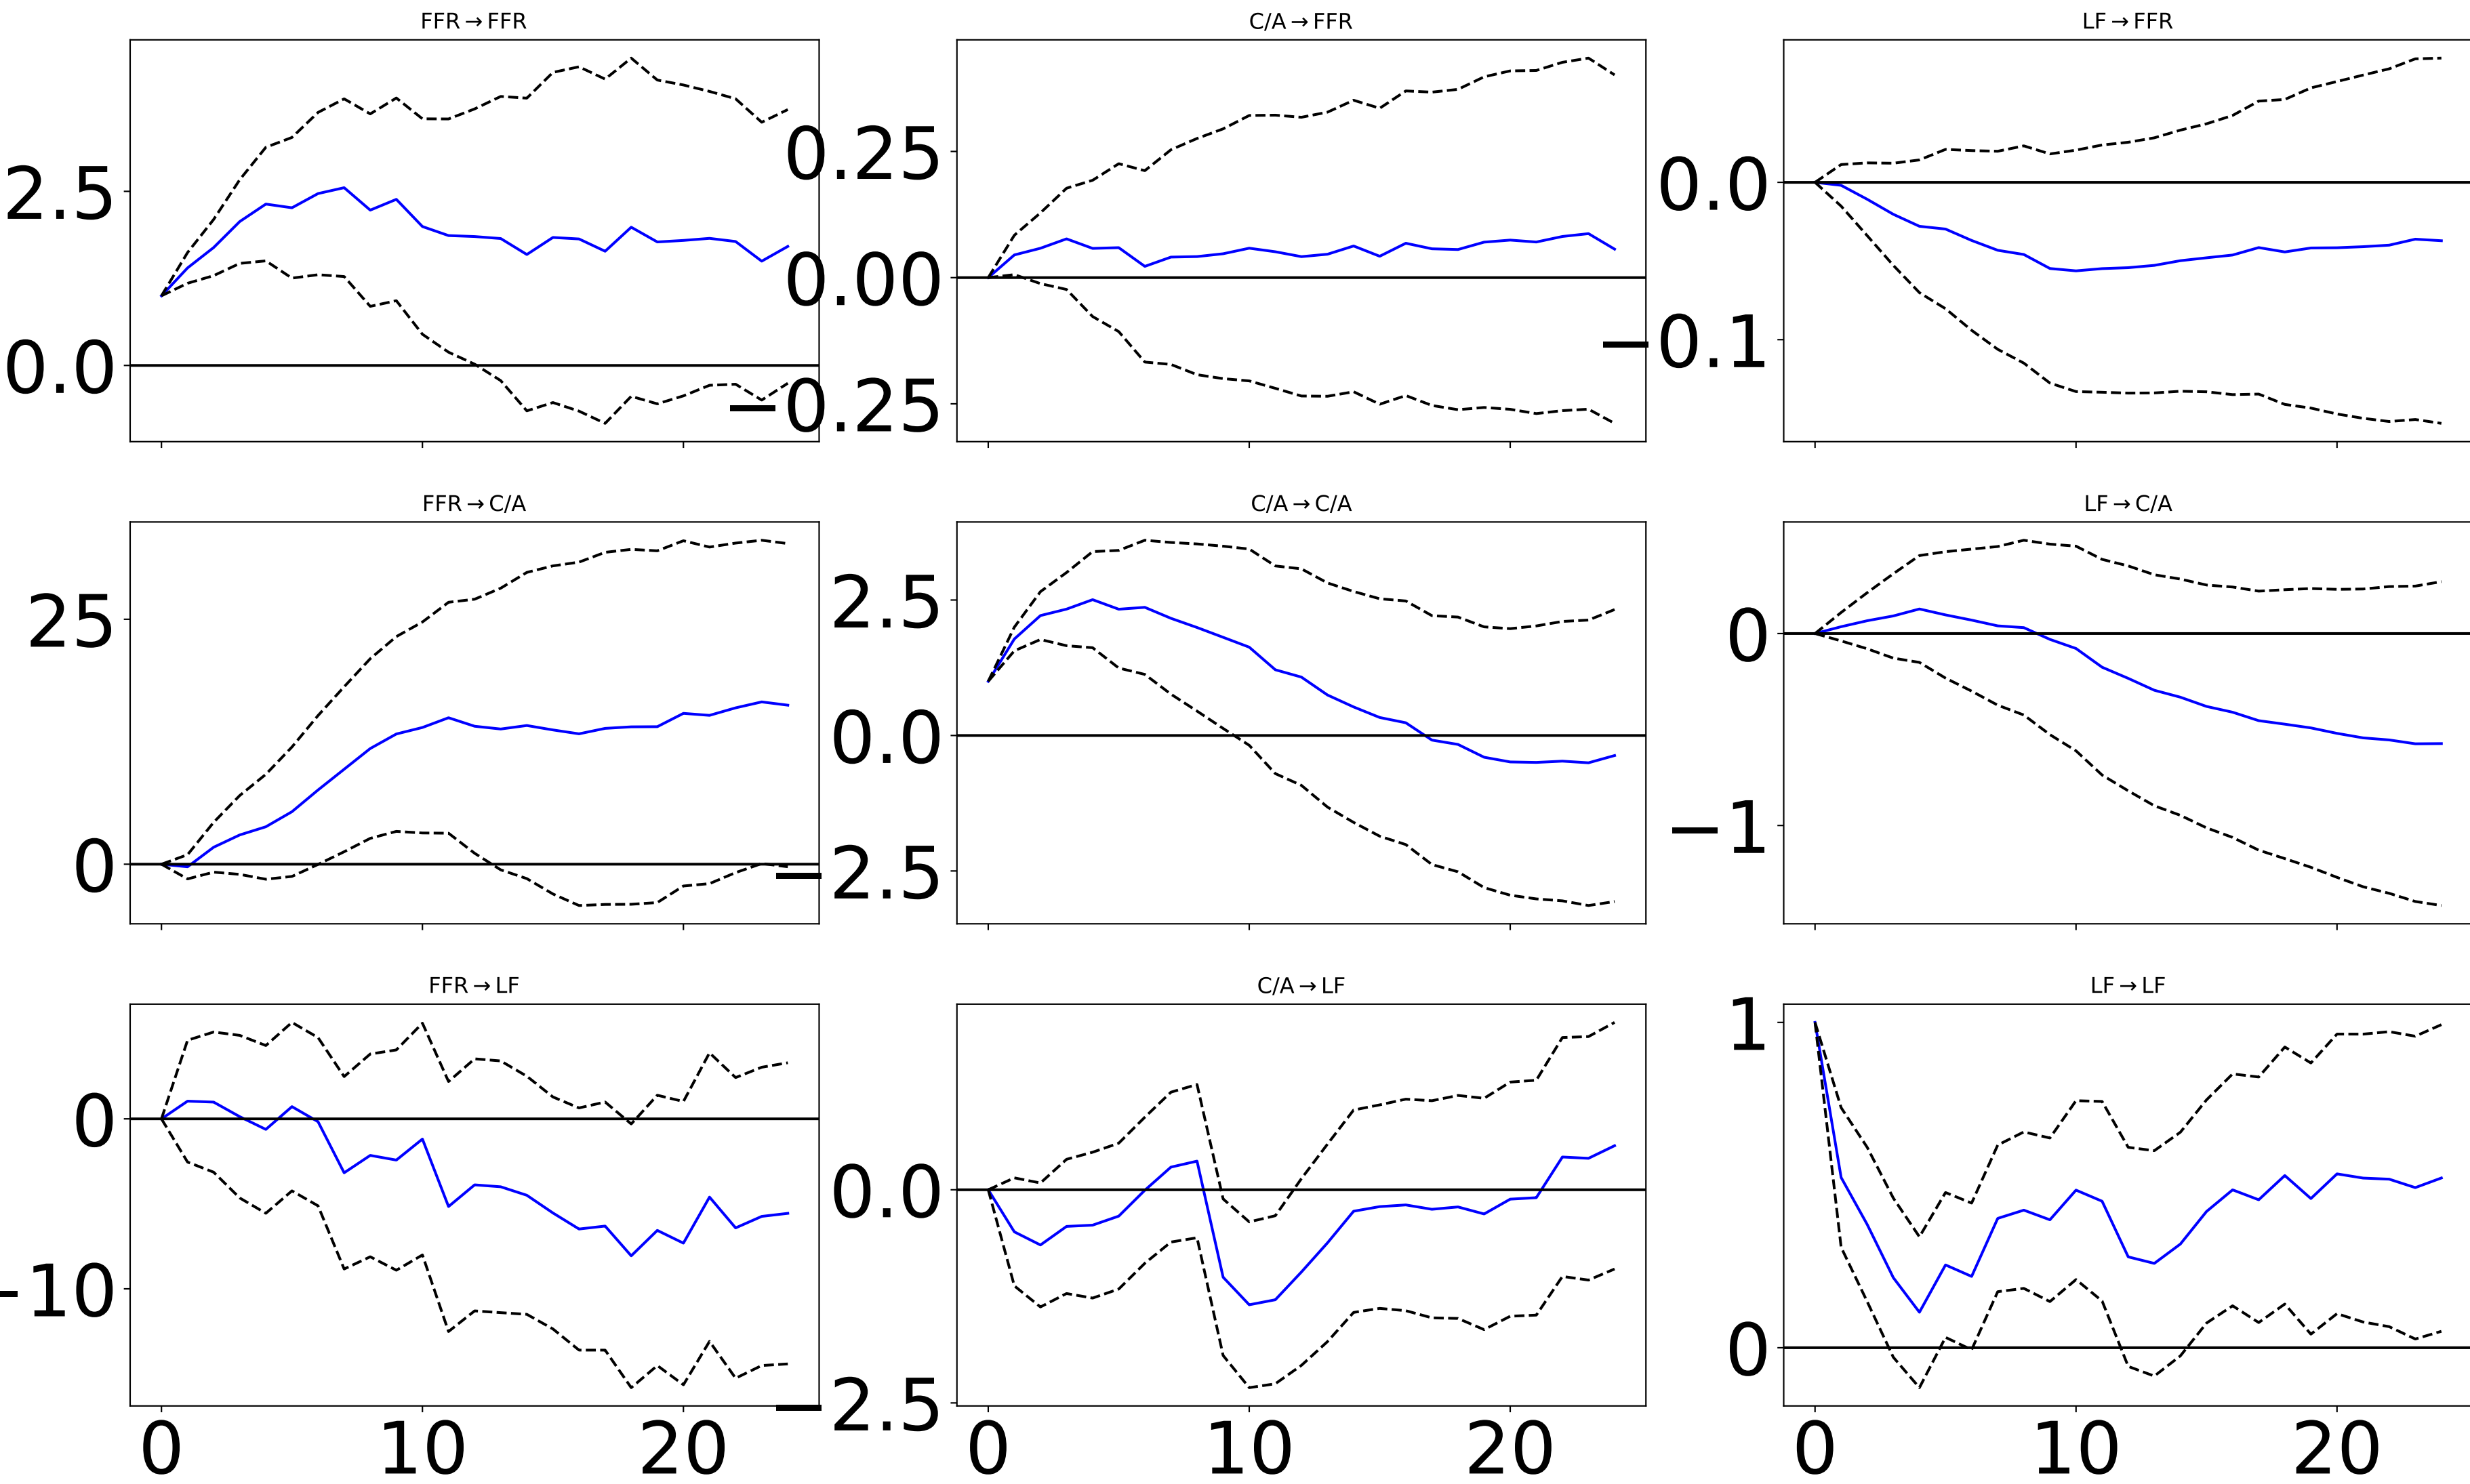 FFR → FFR
C/A → FFR
LF → FFR
2.5
0.0
0.25
0.00
−0.25
0.0
−0.1
FFR → C/A
C/A → C/A
LF → C/A
25
0
2.5
0.0
−2.5
0
−1
FFR → LF
C/A → LF
LF → LF
0
−10
0.0
−2.5
1
0
0 10 20
0 10 20
0 10 20